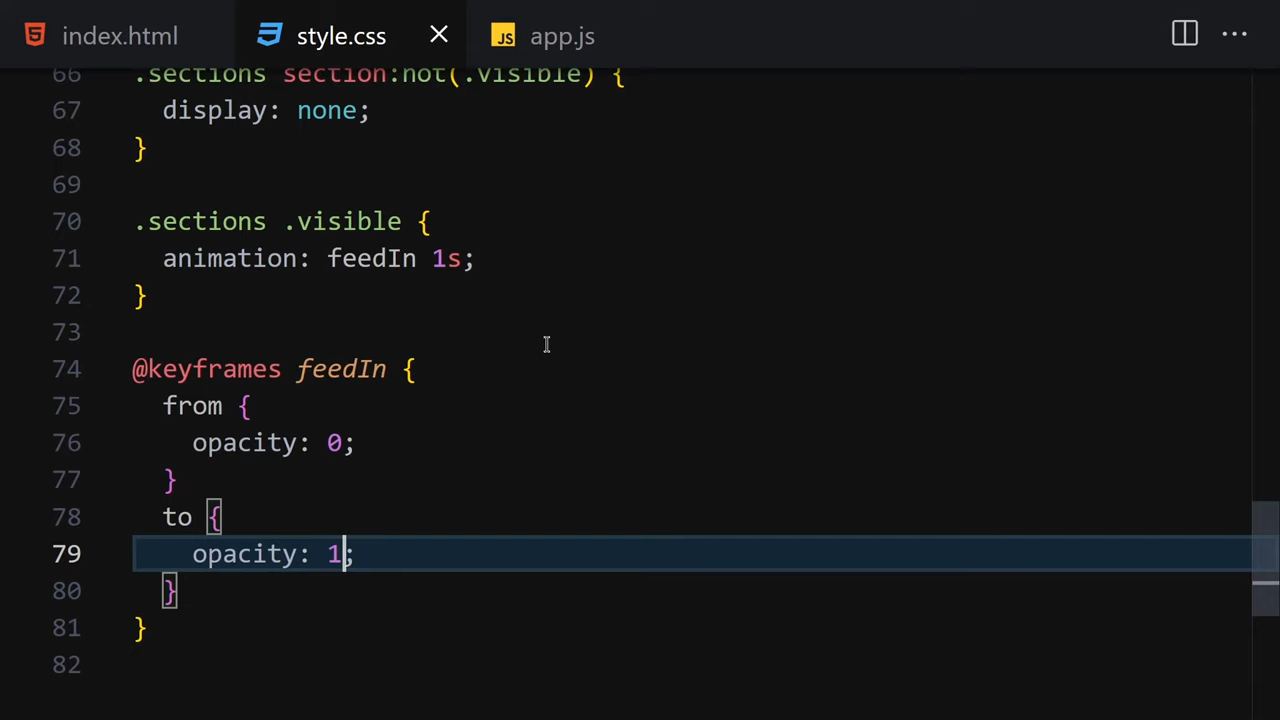 index.html style.css JS app.js
66 .sections section:not(.visible) {
67 display: none;
68 }
69
70 .sections .visible {
71 animation: feedIn 1s;
72 }
73
74 @keyframes feedIn {
75 from {
76 opacity: 0;
77 }
78 to {
79 opacity: 1;
80 }
81 }
82